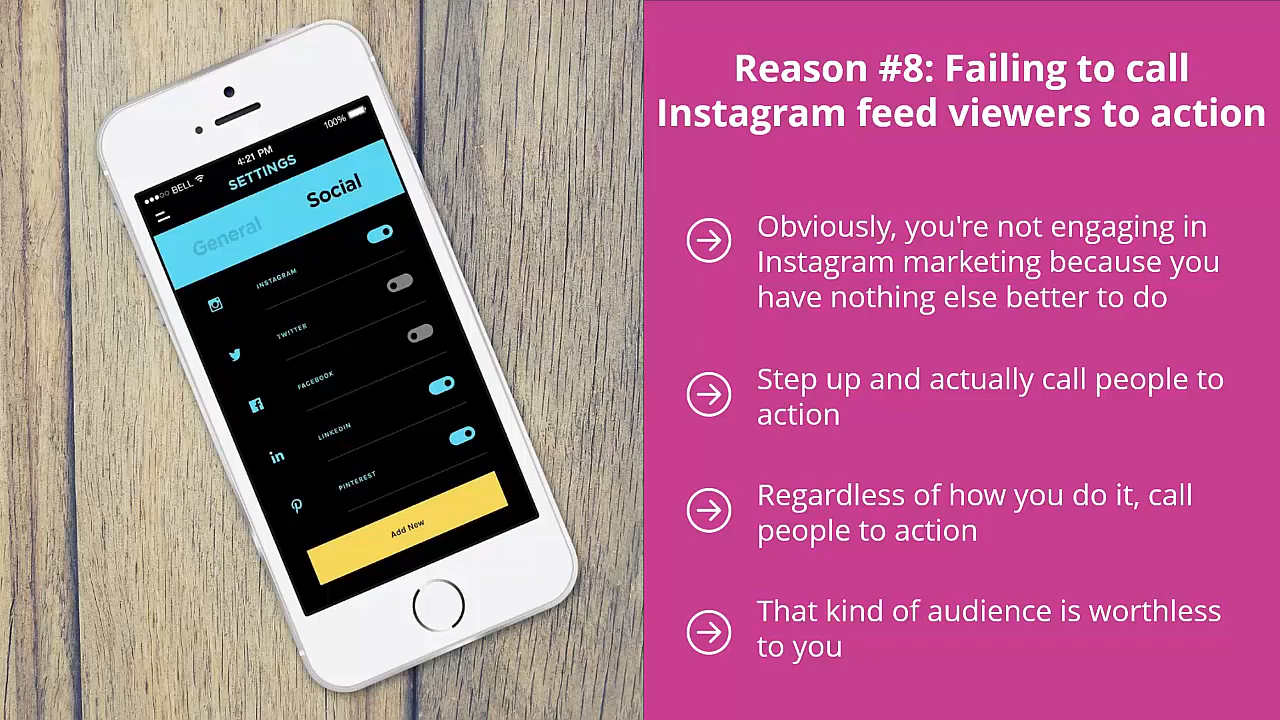 100%
4:21 PM
BELL
SETTINGS
General
Social
INSTAGRAM
TWITTER
FACEBOOK
LINKEDIN
PINTEREST
Add New
Reason #8: Failing to call
Instagram feed viewers to action
Obviously, you're not engaging in
Instagram marketing because you
have nothing else better to do
Step up and actually call people to
action
Regardless of how you do it, call
people to action
That kind of audience is worthless
to you